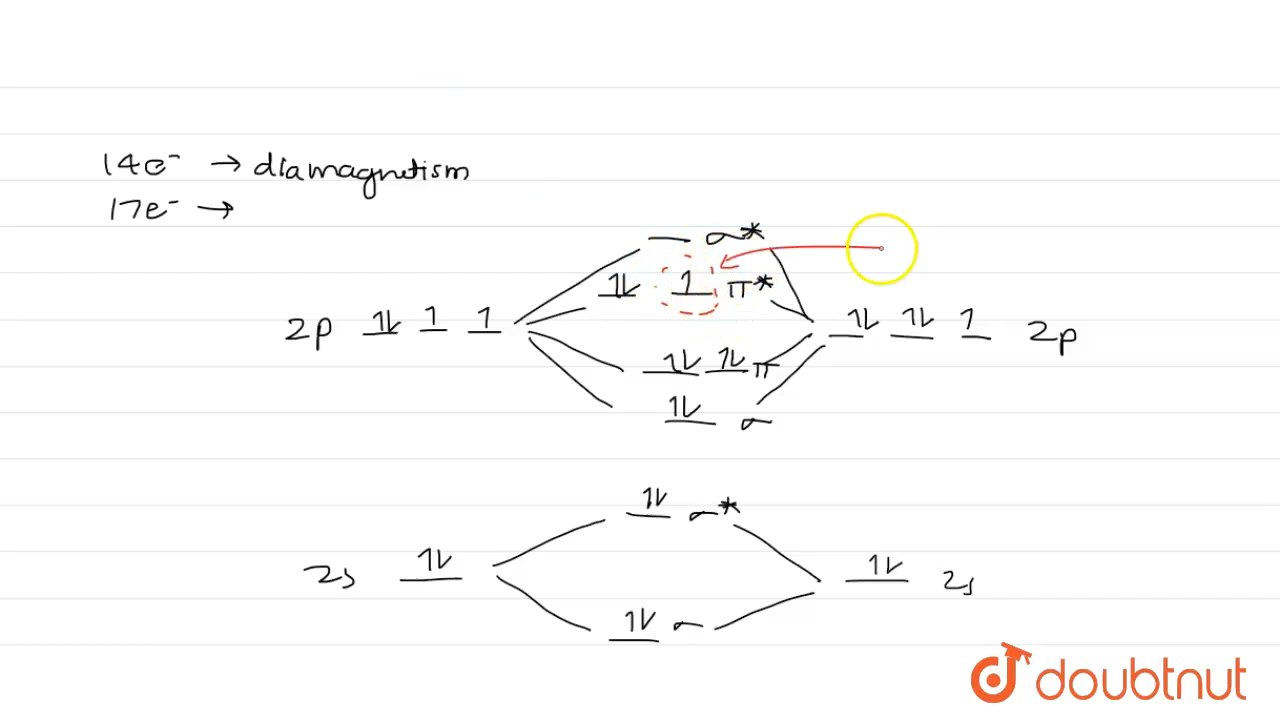 14e⁻ → diamagnetism
17e⁻ →
σ*
1L 1 π*
2p 1L 1 1
1L 1L 1 2p
1L 1L π
1L σ
1L σ*
2s 1L
1L 2s
1L σ
doubtnut